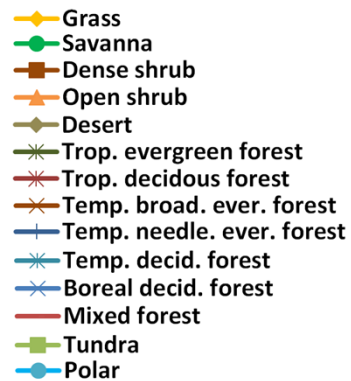 Grass
Savanna
Dense shrub
Open shrub
Desert
Trop. evergreen forest
Trop. decidous forest
Temp. broad. ever. forest
Temp. needle. ever. forest
Temp. decid. forest
Boreal decid. forest
Mixed forest
Tundra
Polar